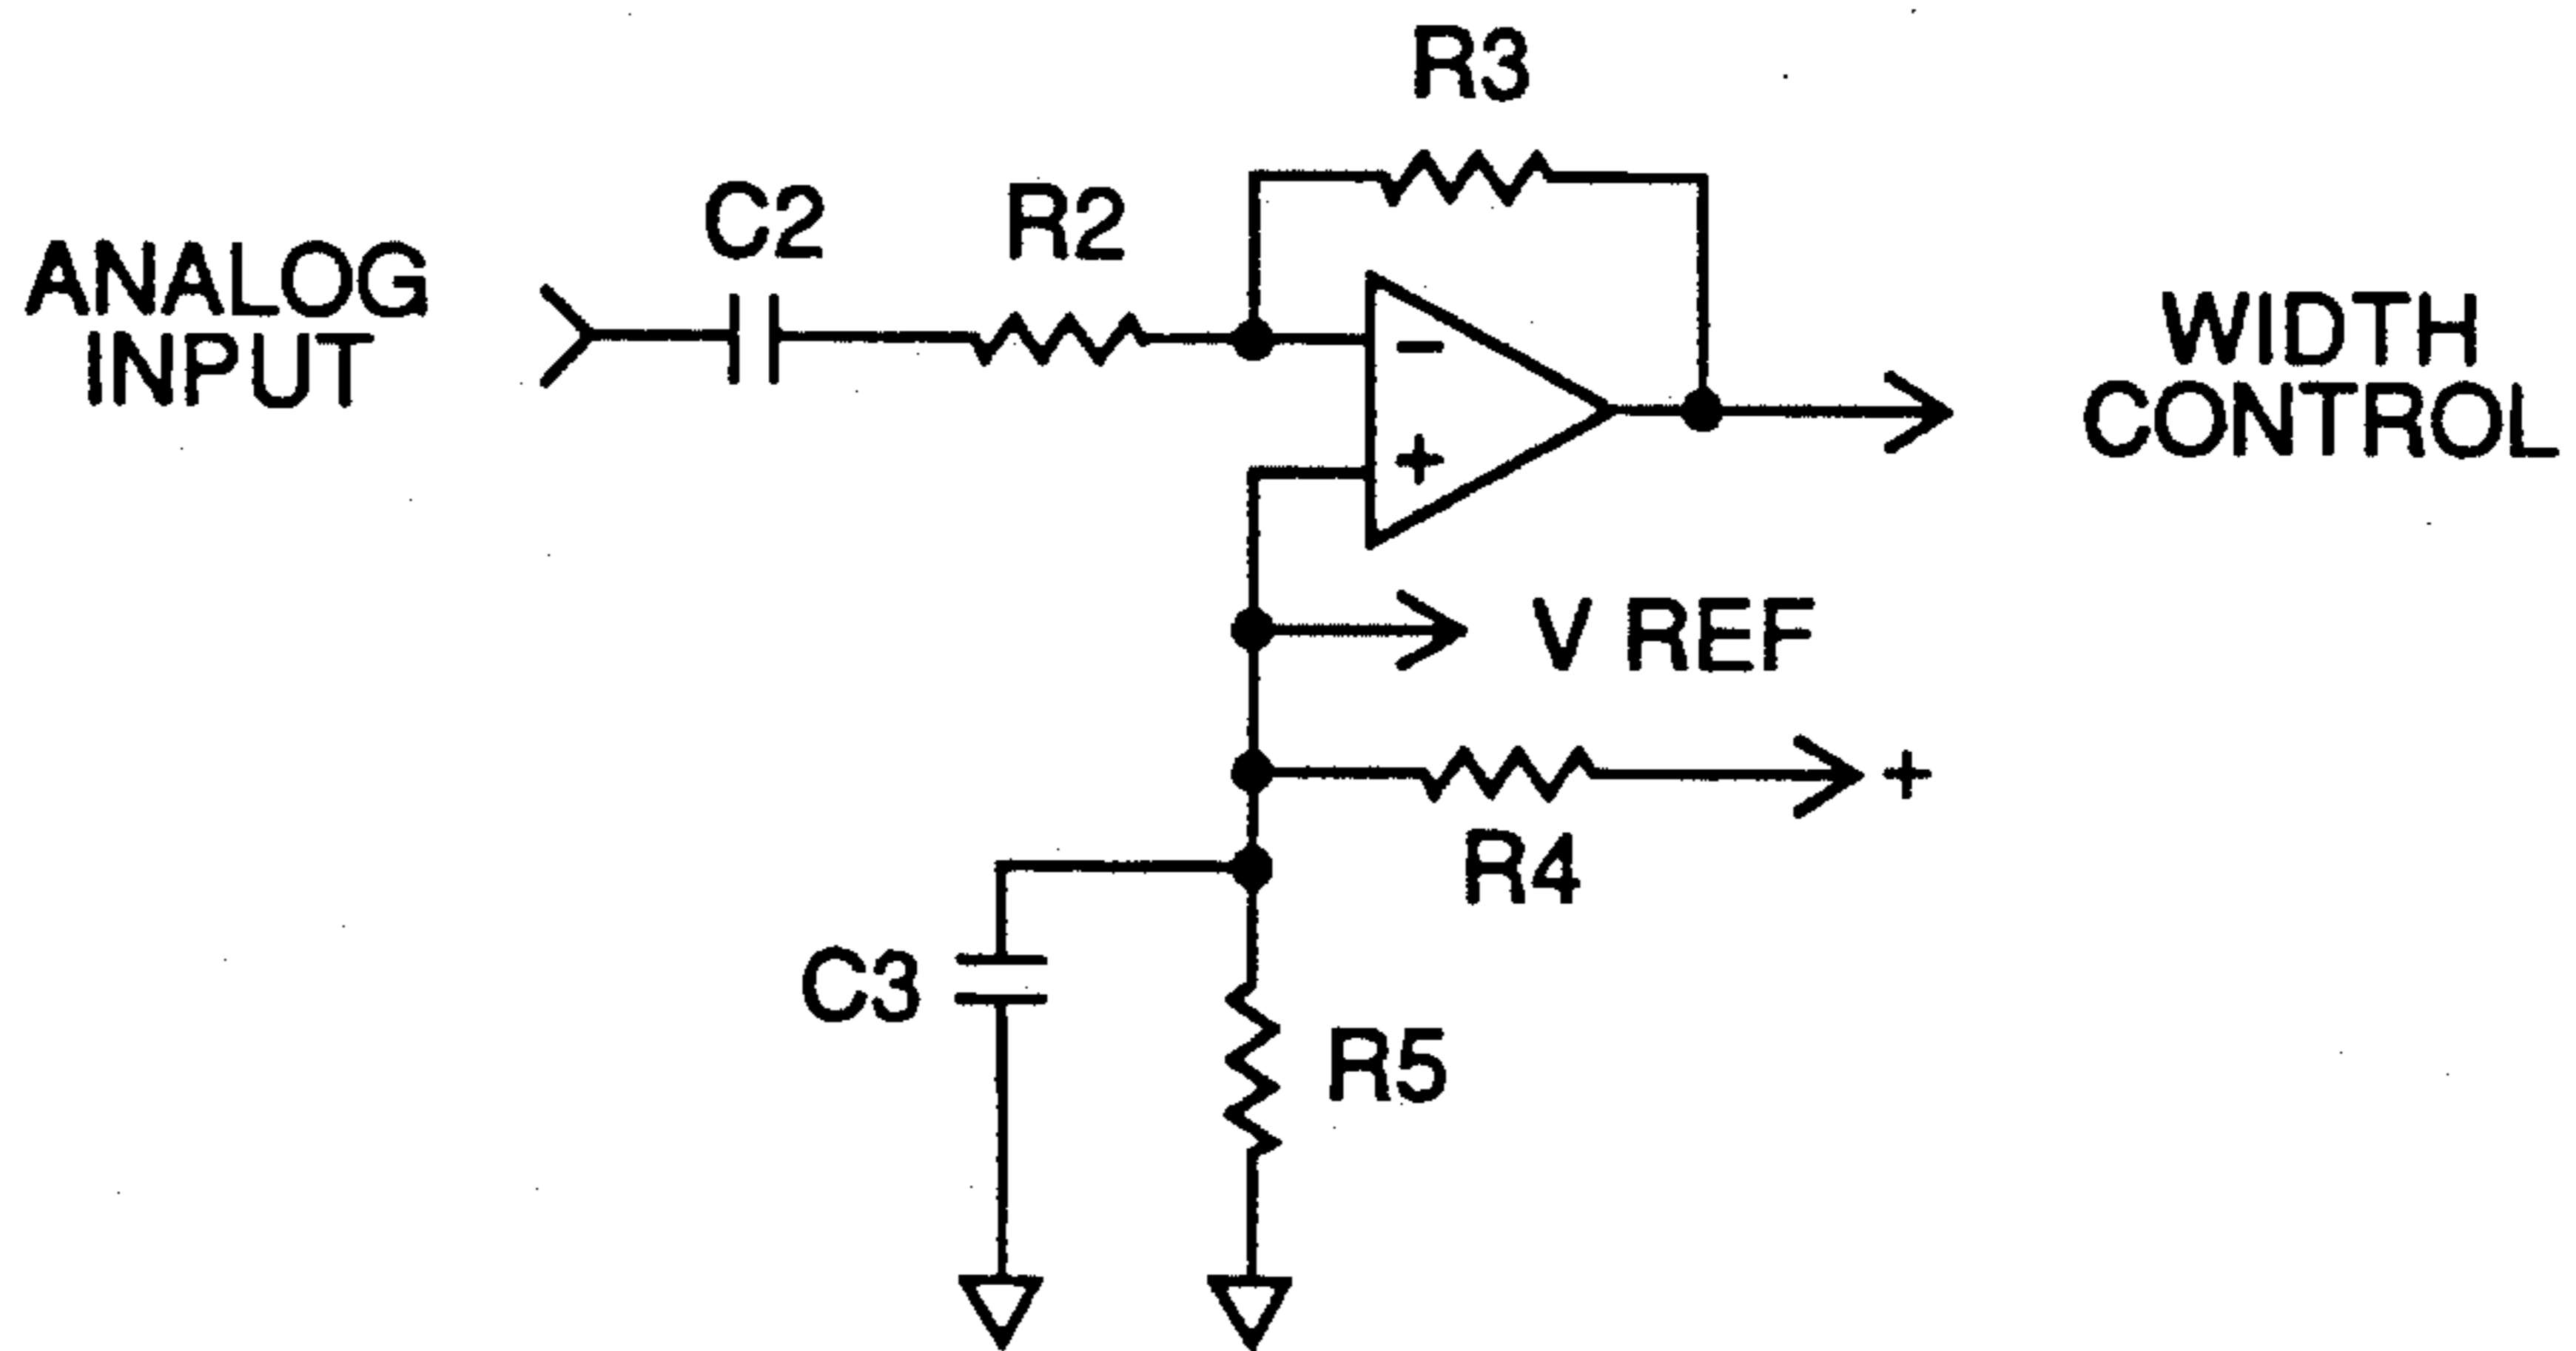 R3
C2
R2
ANALOG
INPUT
−
+
WIDTH
CONTROL
V REF
+
R4
C3
R5